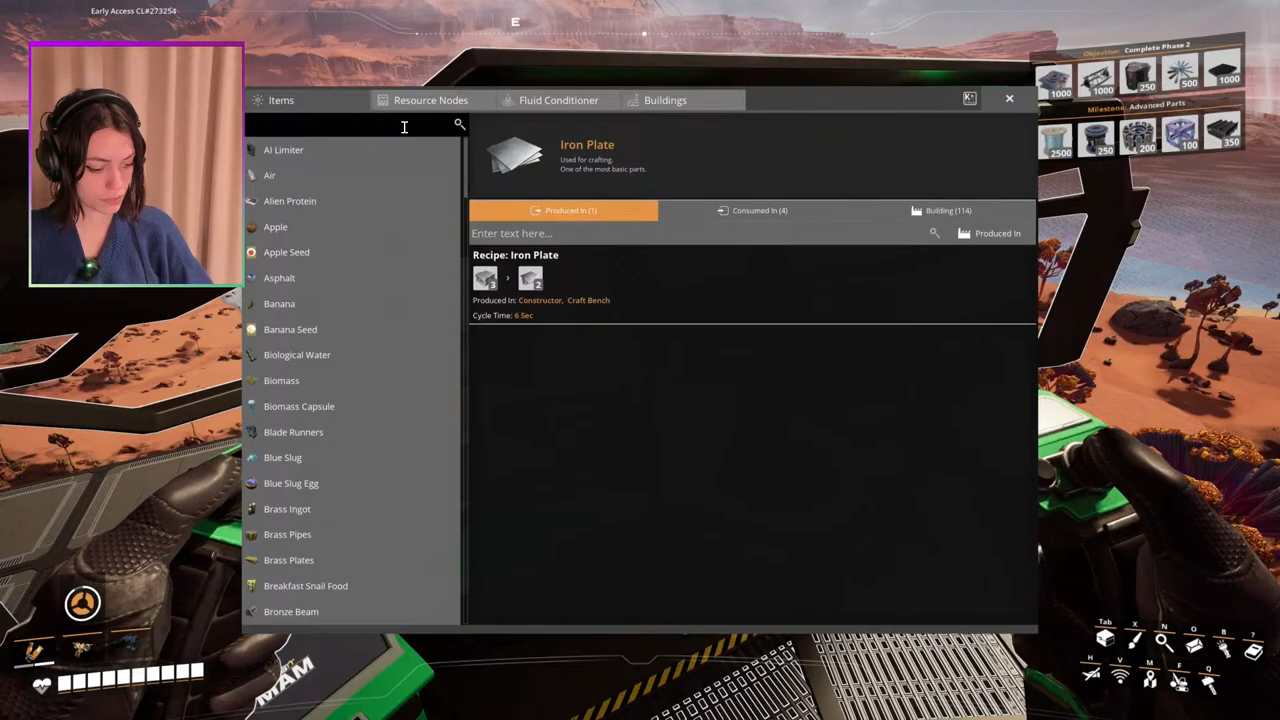 Early Access CL#273254
E
Objective: Complete Phase 2
1000
1000
250
500
1000
Milestone: Advanced Parts
2500
250
200
100
350
Items
Resource Nodes
Fluid Conditioner
Buildings
AI Limiter
Air
Alien Protein
Apple
Apple Seed
Asphalt
Banana
Banana Seed
Biological Water
Biomass
Biomass Capsule
Blade Runners
Blue Slug
Blue Slug Egg
Brass Ingot
Brass Pipes
Brass Plates
Breakfast Snail Food
Bronze Beam
Iron Plate
Used for crafting.
One of the most basic parts.
Produced In (1)
Consumed In (4)
Building (114)
Enter text here...
Produced In
Recipe: Iron Plate
3
2
Produced In: Constructor, Craft Bench
Cycle Time: 6 Sec
MAM
Tab
X
N
O
B
?
H
V
M
F
Q